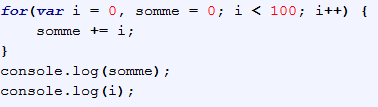 for(var i = 0, somme = 0; i < 100; i++) {
    somme += i;
}
console.log(somme);
console.log(i);